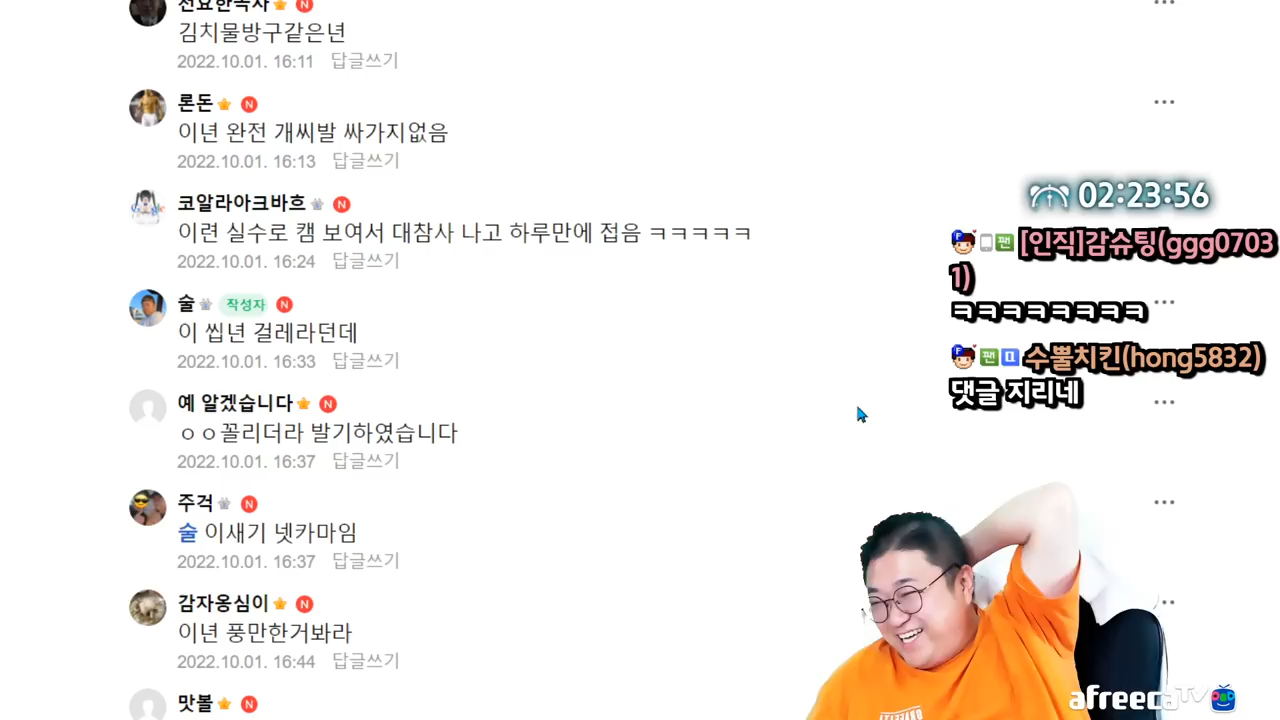 천요한목사
김치물방구같은년
2022.10.01. 16:11 답글쓰기
론돈 N
이년 완전 개씨발 싸가지없음
2022.10.01. 16:13 답글쓰기
코알라아크바흐 N
이련 실수로 캠 보여서 대참사 나고 하루만에 접음 ㅋㅋㅋㅋㅋ
2022.10.01. 16:24 답글쓰기
술 작성자 N
이 씹년 걸레라던데
2022.10.01. 16:33 답글쓰기
예 알겠습니다 N
ㅇㅇ꼴리더라 발기하였습니다
2022.10.01. 16:37 답글쓰기
주걱 N
술 이새기 넷카마임
2022.10.01. 16:37 답글쓰기
감자옹심이 N
이년 풍만한거봐라
2022.10.01. 16:44 답글쓰기
맛볼 N
02:23:56
팬 [인직]감슈팅(ggg0703
1)
ㅋㅋㅋㅋㅋㅋㅋㅋ
팬 수뿔치킨(hong5832)
댓글 지리네
afreecaTV